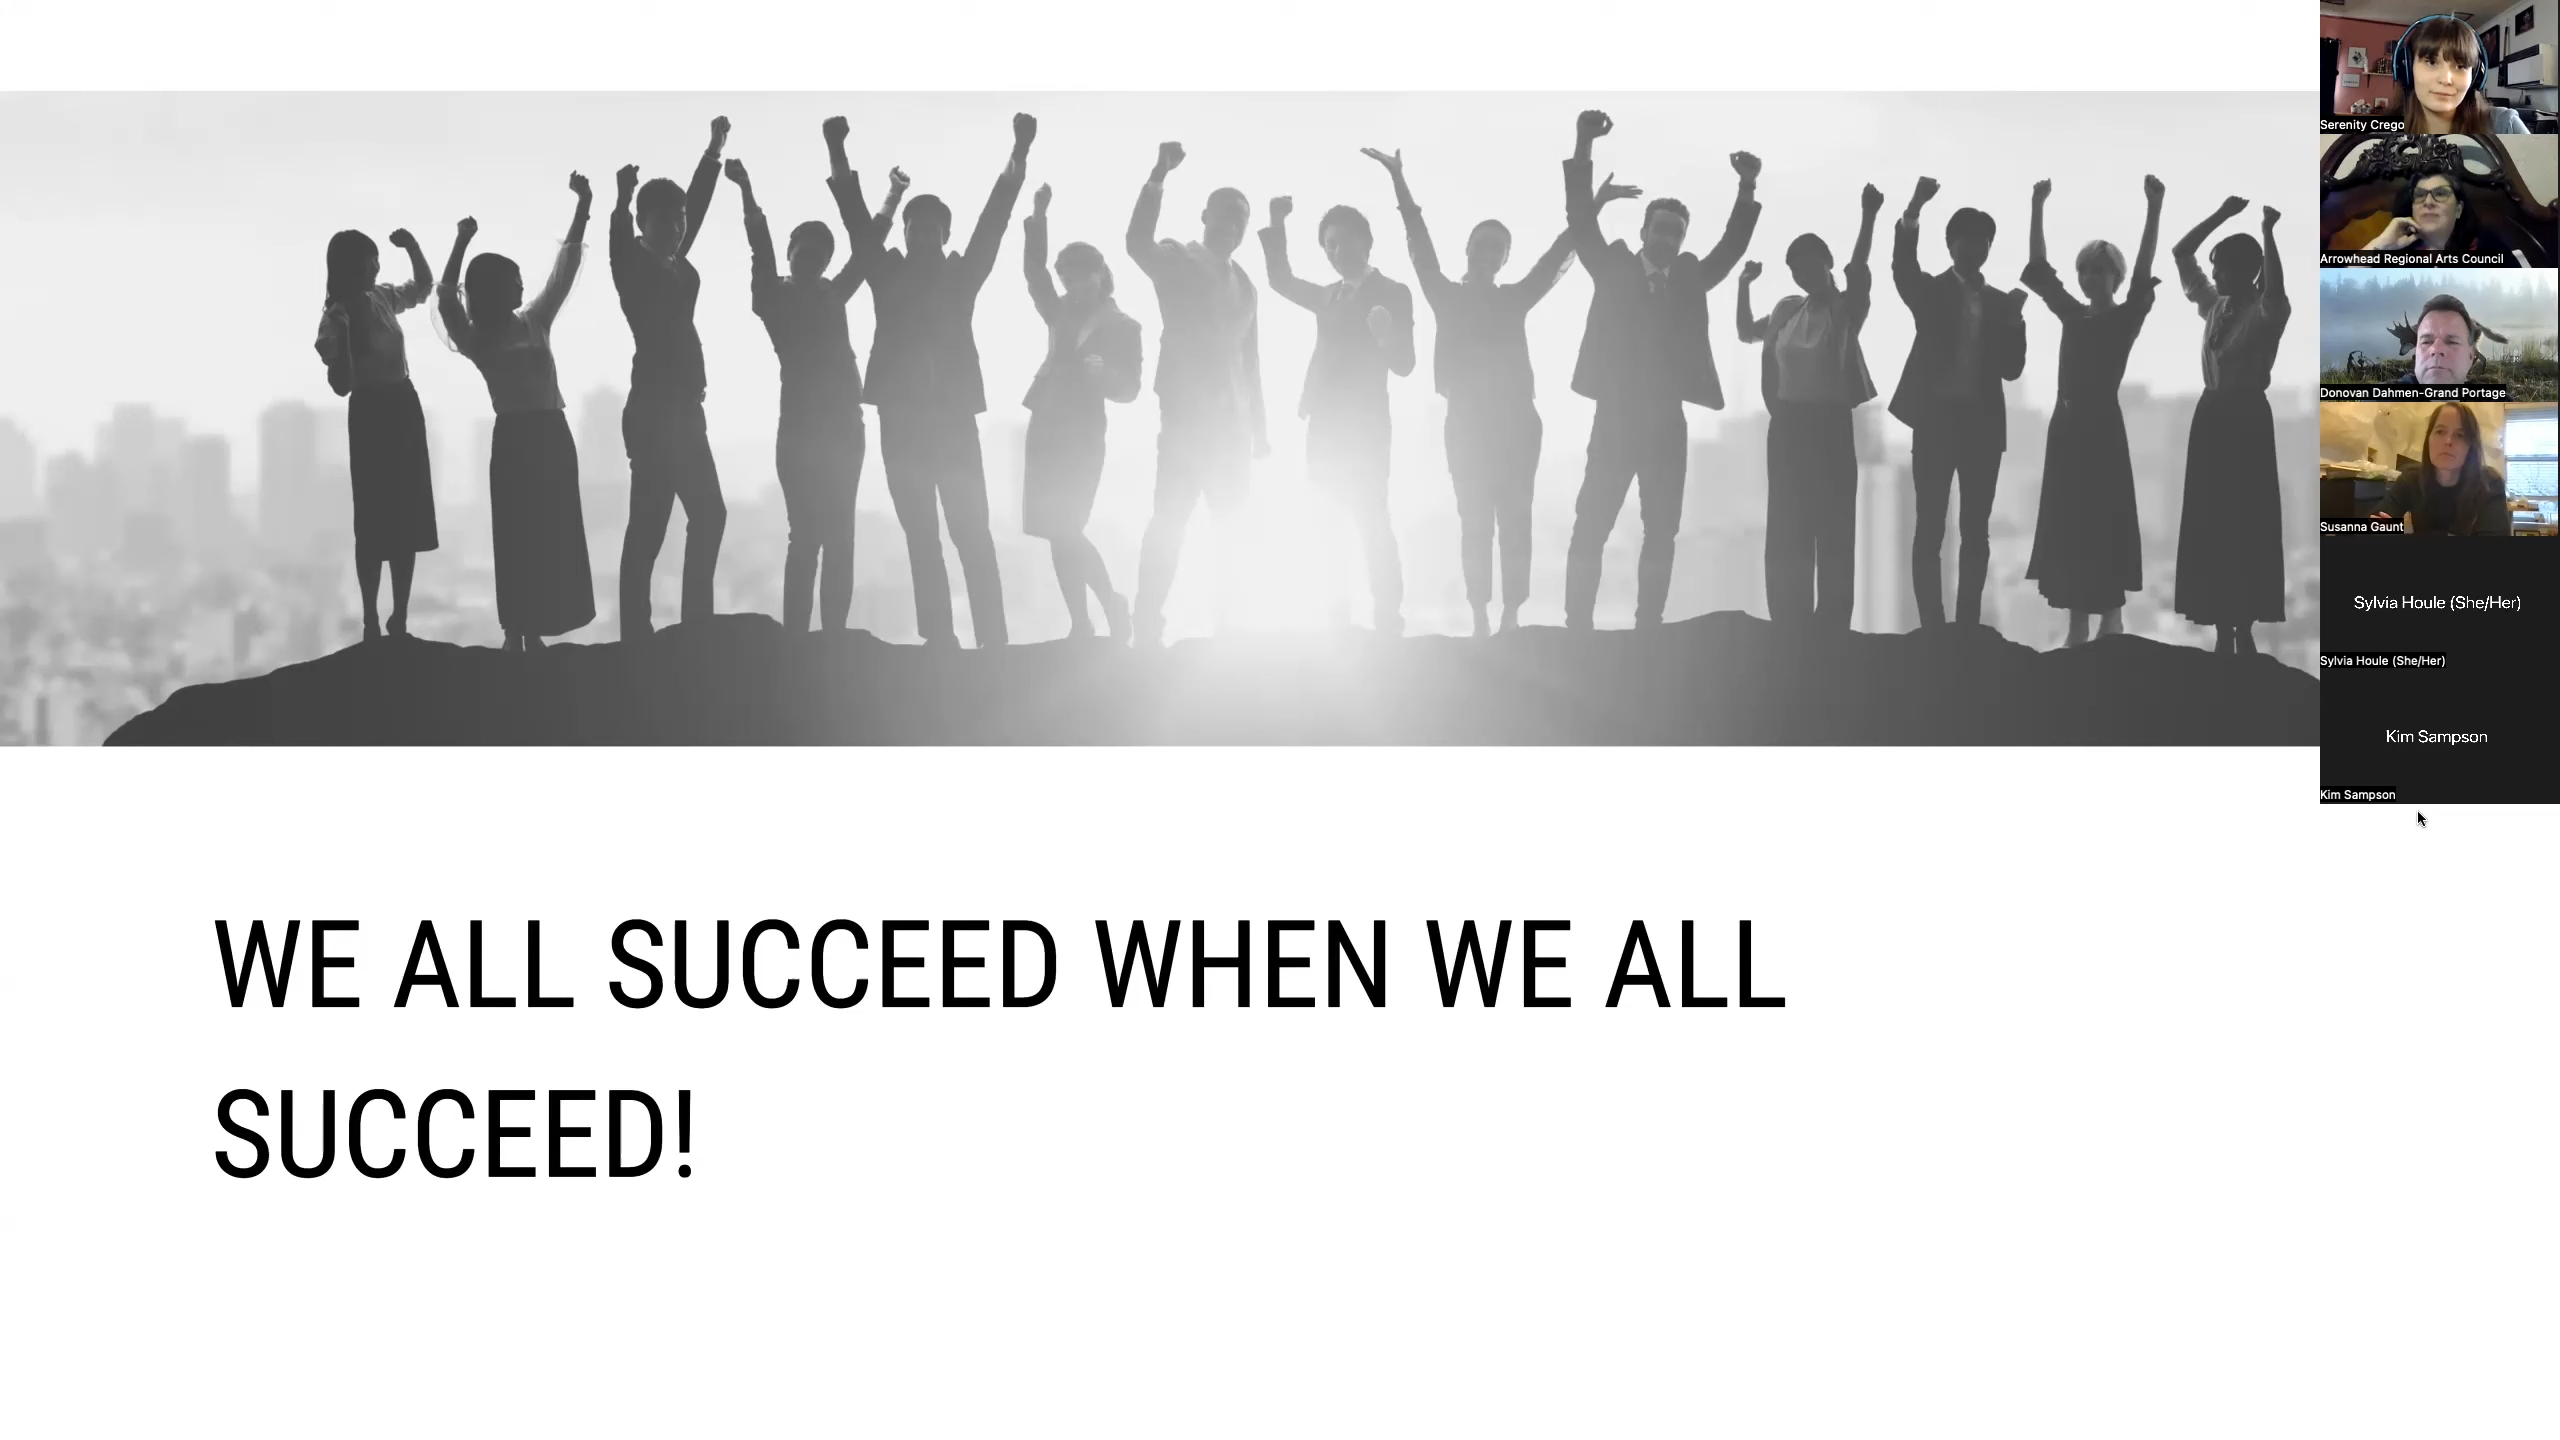 WE ALL SUCCEED WHEN WE ALL
SUCCEED!
Serenity Crego
Arrowhead Regional Arts Council
Donovan Dahmen-Grand Portage
Susanna Gaunt
Sylvia Houle (She/Her)
Sylvia Houle (She/Her)
Kim Sampson
Kim Sampson